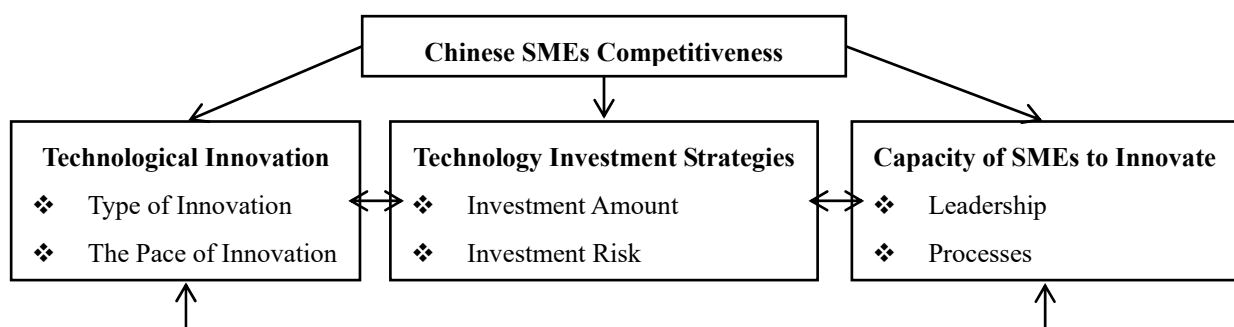 Chinese SMEs Competitiveness
Technological Innovation
❖ Type of Innovation
❖ The Pace of Innovation
Technology Investment Strategies
❖ Investment Amount
❖ Investment Risk
Capacity of SMEs to Innovate
❖ Leadership
❖ Processes